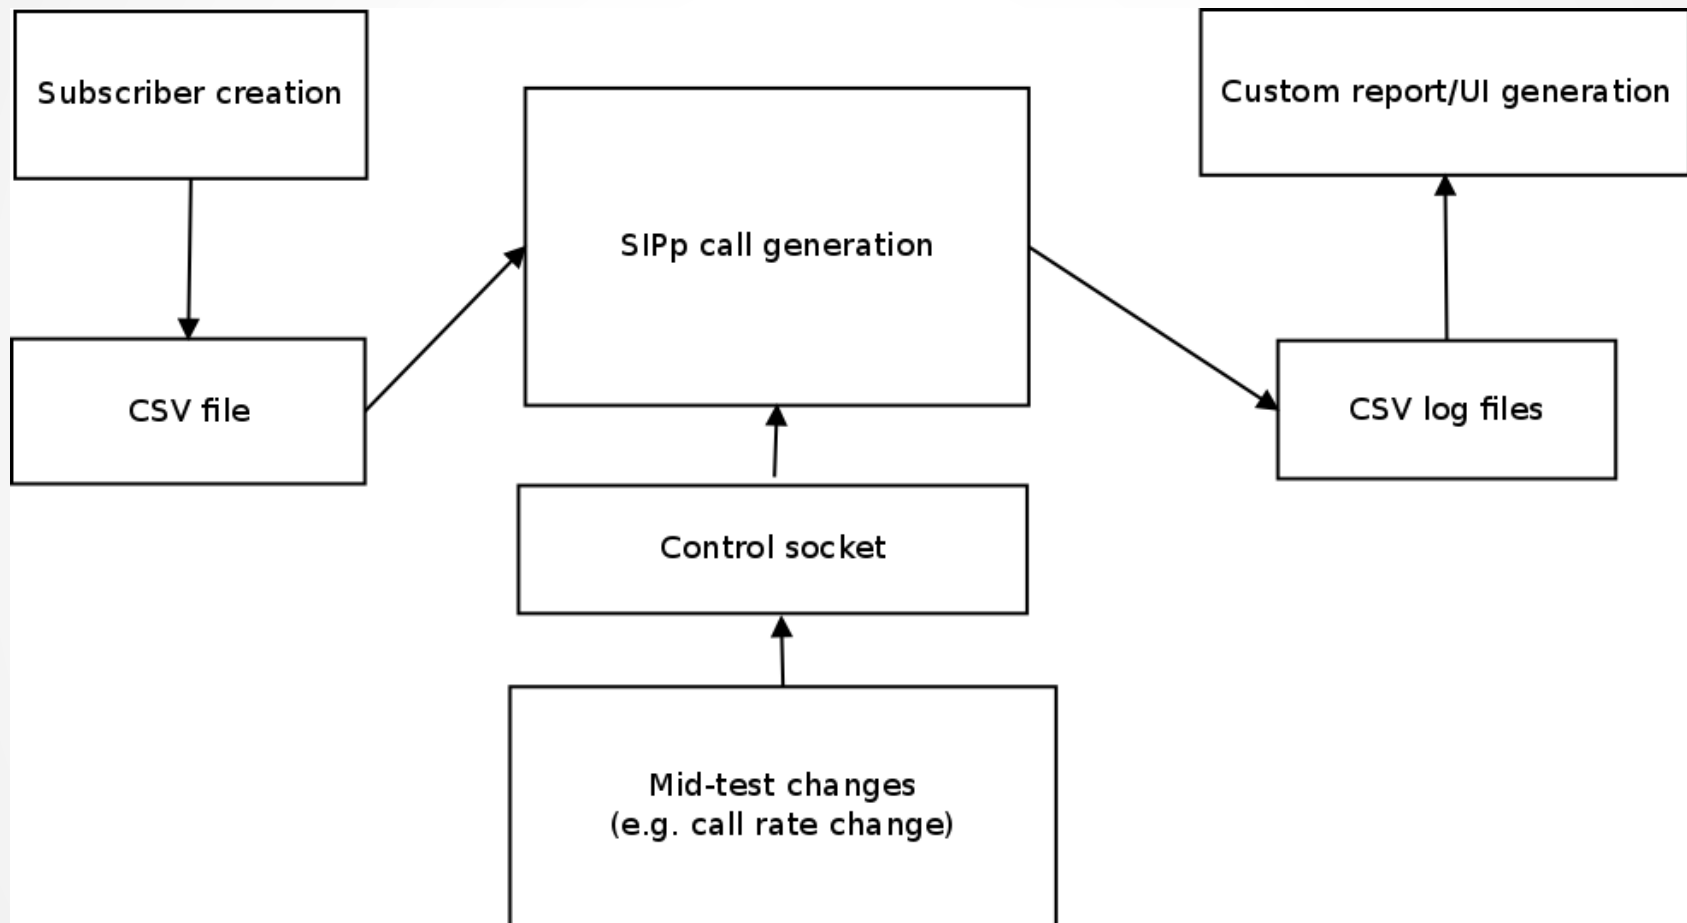 Subscriber creation
Custom report/UI generation
SIPp call generation
CSV file
CSV log files
Control socket
Mid-test changes
(e.g. call rate change)